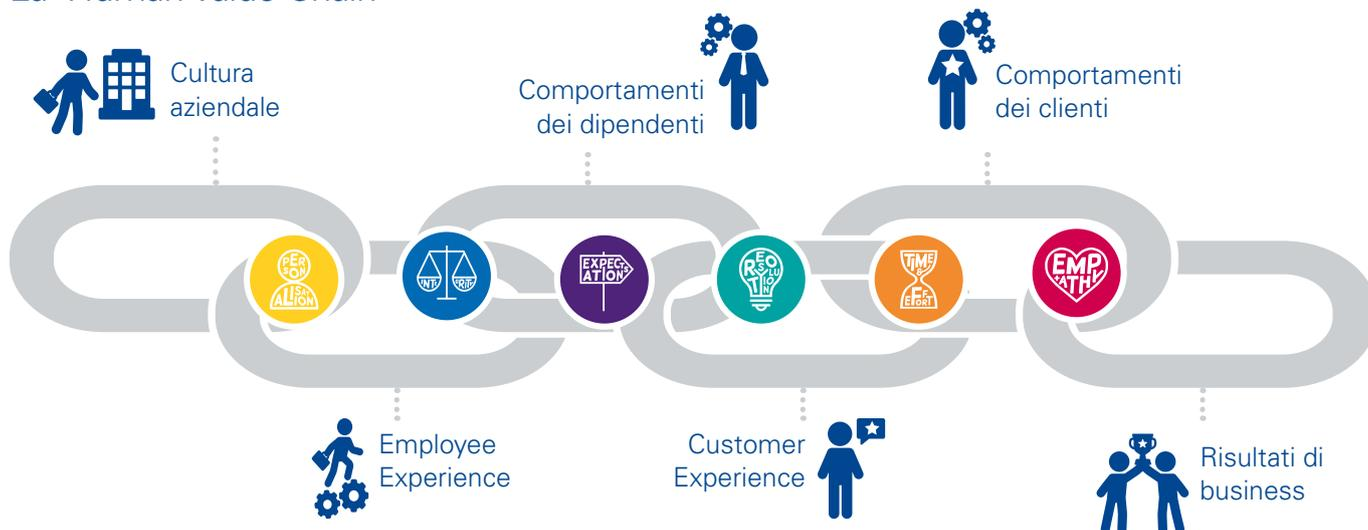 La "Human Value Chain"
Cultura
aziendale
Comportamenti
dei dipendenti
Comportamenti
dei clienti
PERSONALISATION
INTEGRITY
EXPECTATIONS
RESOLUTION
TIME & EFFORT
EMPATHY
Employee
Experience
Customer
Experience
Risultati di
business